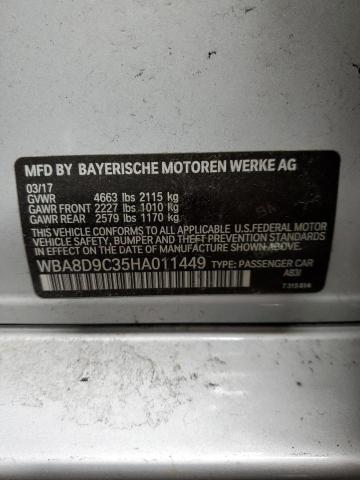 MFD BY BAYERISCHE MOTOREN WERKE AG
03/17
GVWR 4663 lbs 2115 kg
GAWR FRONT 2227 lbs 1010 kg
GAWR REAR 2579 lbs 1170 kg
THIS VEHICLE CONFORMS TO ALL APPLICABLE U.S.FEDERAL MOTOR
VEHICLE SAFETY, BUMPER AND THEFT PREVENTION STANDARDS
IN EFFECT ON THE DATE OF MANUFACTURE SHOWN ABOVE.
WBA8D9C35HA011449 TYPE: PASSENGER CAR
A83/